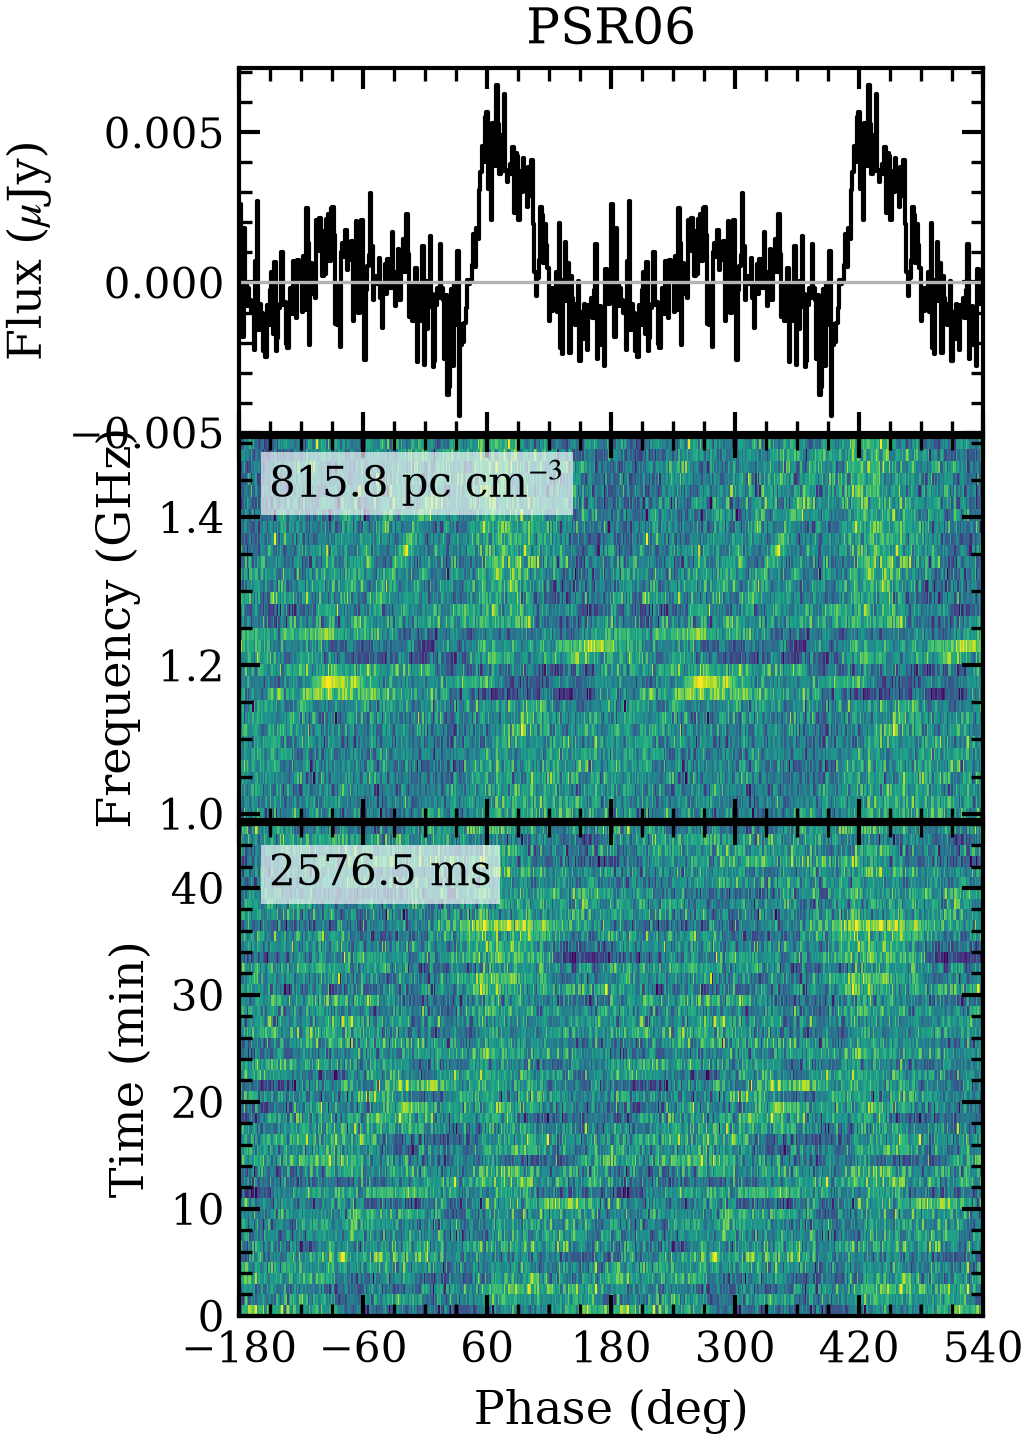 PSR06
Flux (μJy)
0.005
0.000
−0.005
Frequency (GHz)
815.8 pc cm⁻³
1.4
1.2
1.0
Time (min)
2576.5 ms
40
30
20
10
0
−180 −60 60 180 300 420 540
Phase (deg)